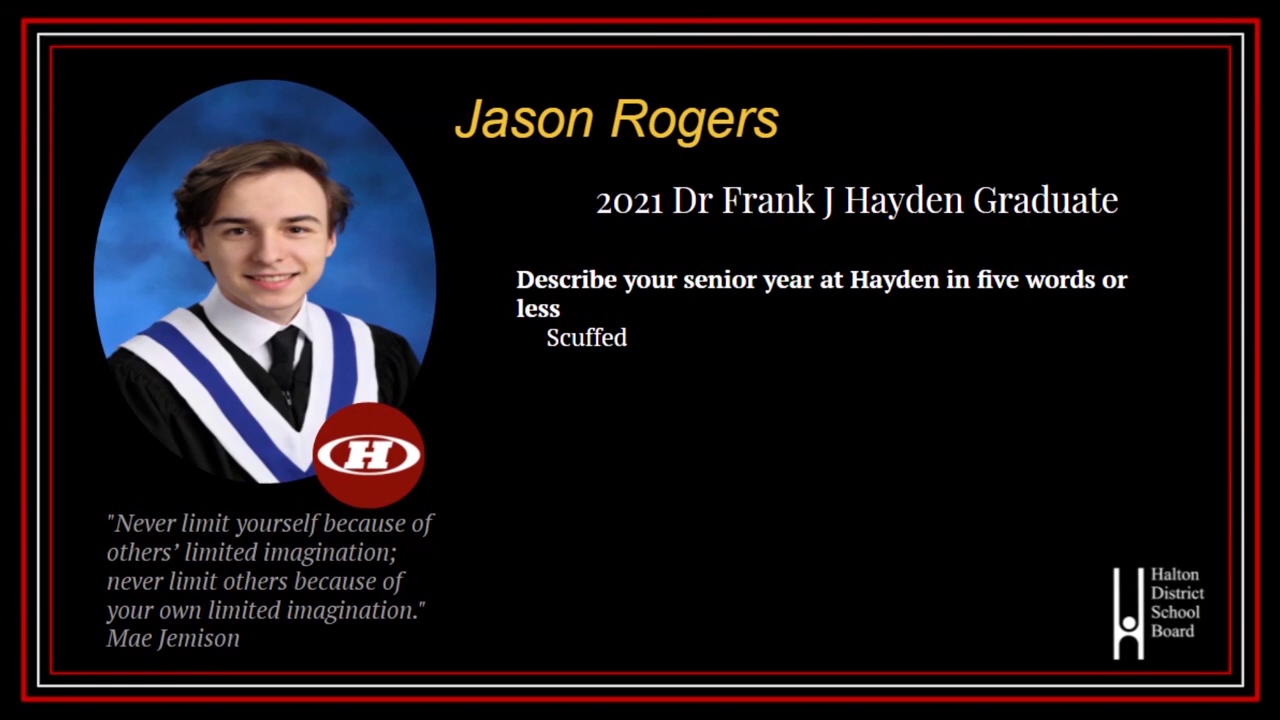 Jason Rogers
2021 Dr Frank J Hayden Graduate
Describe your senior year at Hayden in five words or
less
Scuffed
H
"Never limit yourself because of
others’ limited imagination;
never limit others because of
your own limited imagination."
Mae Jemison
Halton
District
School
Board